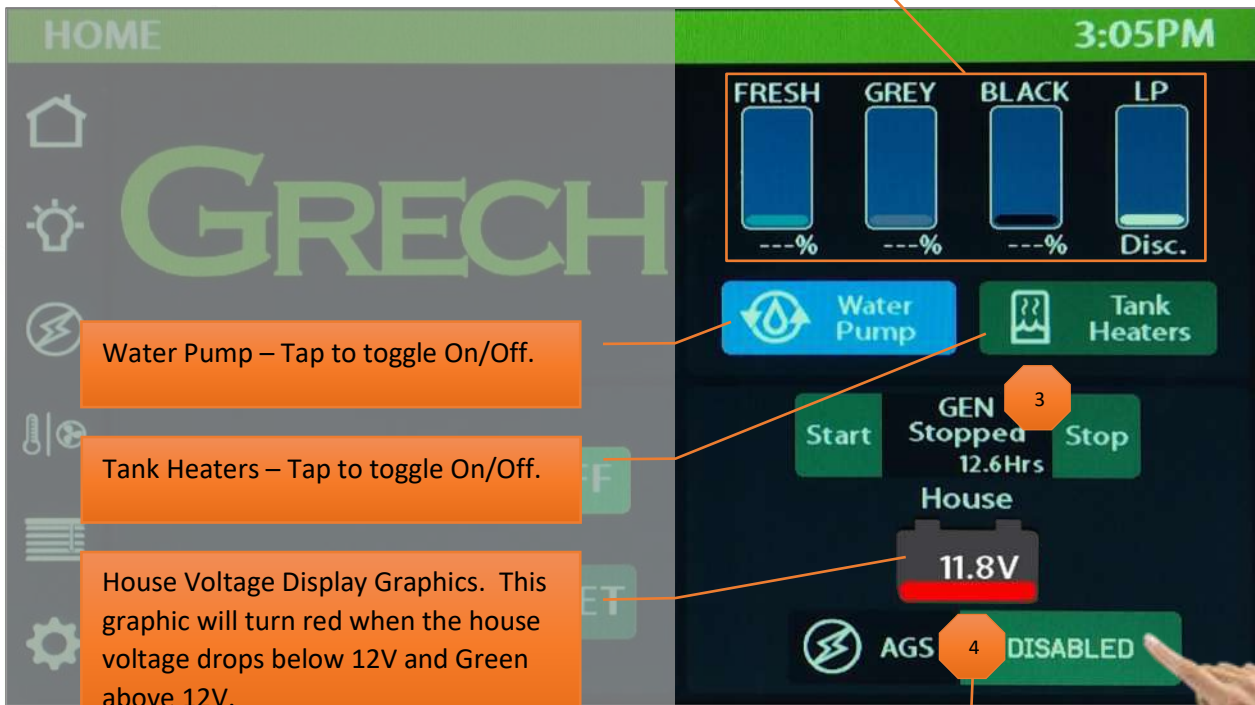 HOME
3:05PM
FRESH GREY BLACK LP
---% ---% ---% Disc.
GRECH
Water
Pump
Tank
Heaters
Water Pump – Tap to toggle On/Off.
3
GEN
Start Stopped Stop
12.6Hrs
Tank Heaters – Tap to toggle On/Off.
FF
House
11.8V
House Voltage Display Graphics. This
graphic will turn red when the house
voltage drops below 12V and Green
above 12V.
ET
AGS 4 DISABLED